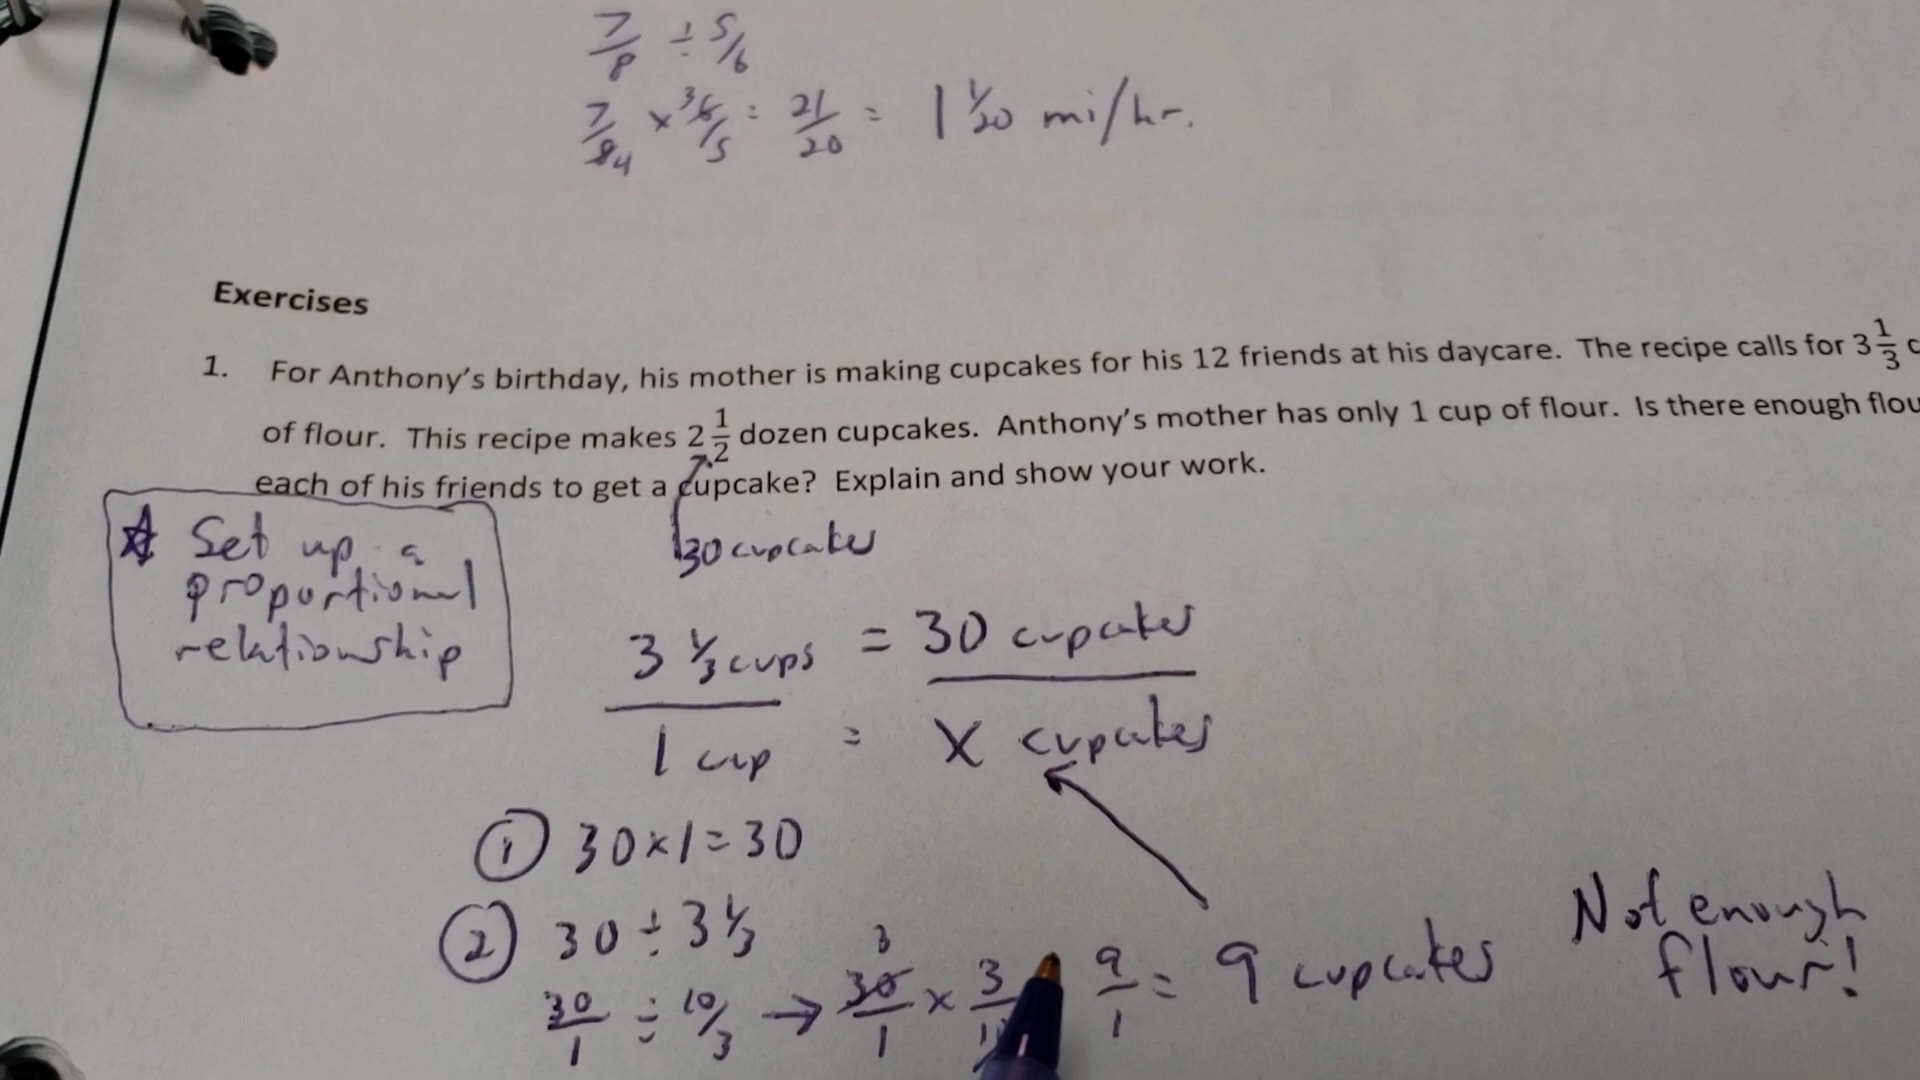 7/8 ÷ 5/6
7/84 × 36/5 = 21/20 = 1 1/20 mi/hr.
Exercises
1. For Anthony's birthday, his mother is making cupcakes for his 12 friends at his daycare. The recipe calls for 3 1/3 c
of flour. This recipe makes 2 1/2 dozen cupcakes. Anthony's mother has only 1 cup of flour. Is there enough flou
each of his friends to get a cupcake? Explain and show your work.
☆ Set up a
proportional
relationship
30 cupcakes
3 1/3 cups = 30 cupcakes
1 cup = x cupcakes
① 30×1=30
② 30 ÷ 3 1/3
30/1 ÷ 10/3 → 3 30/1 × 3/ 9/1 = 9 cupcakes
Not enough
flour!